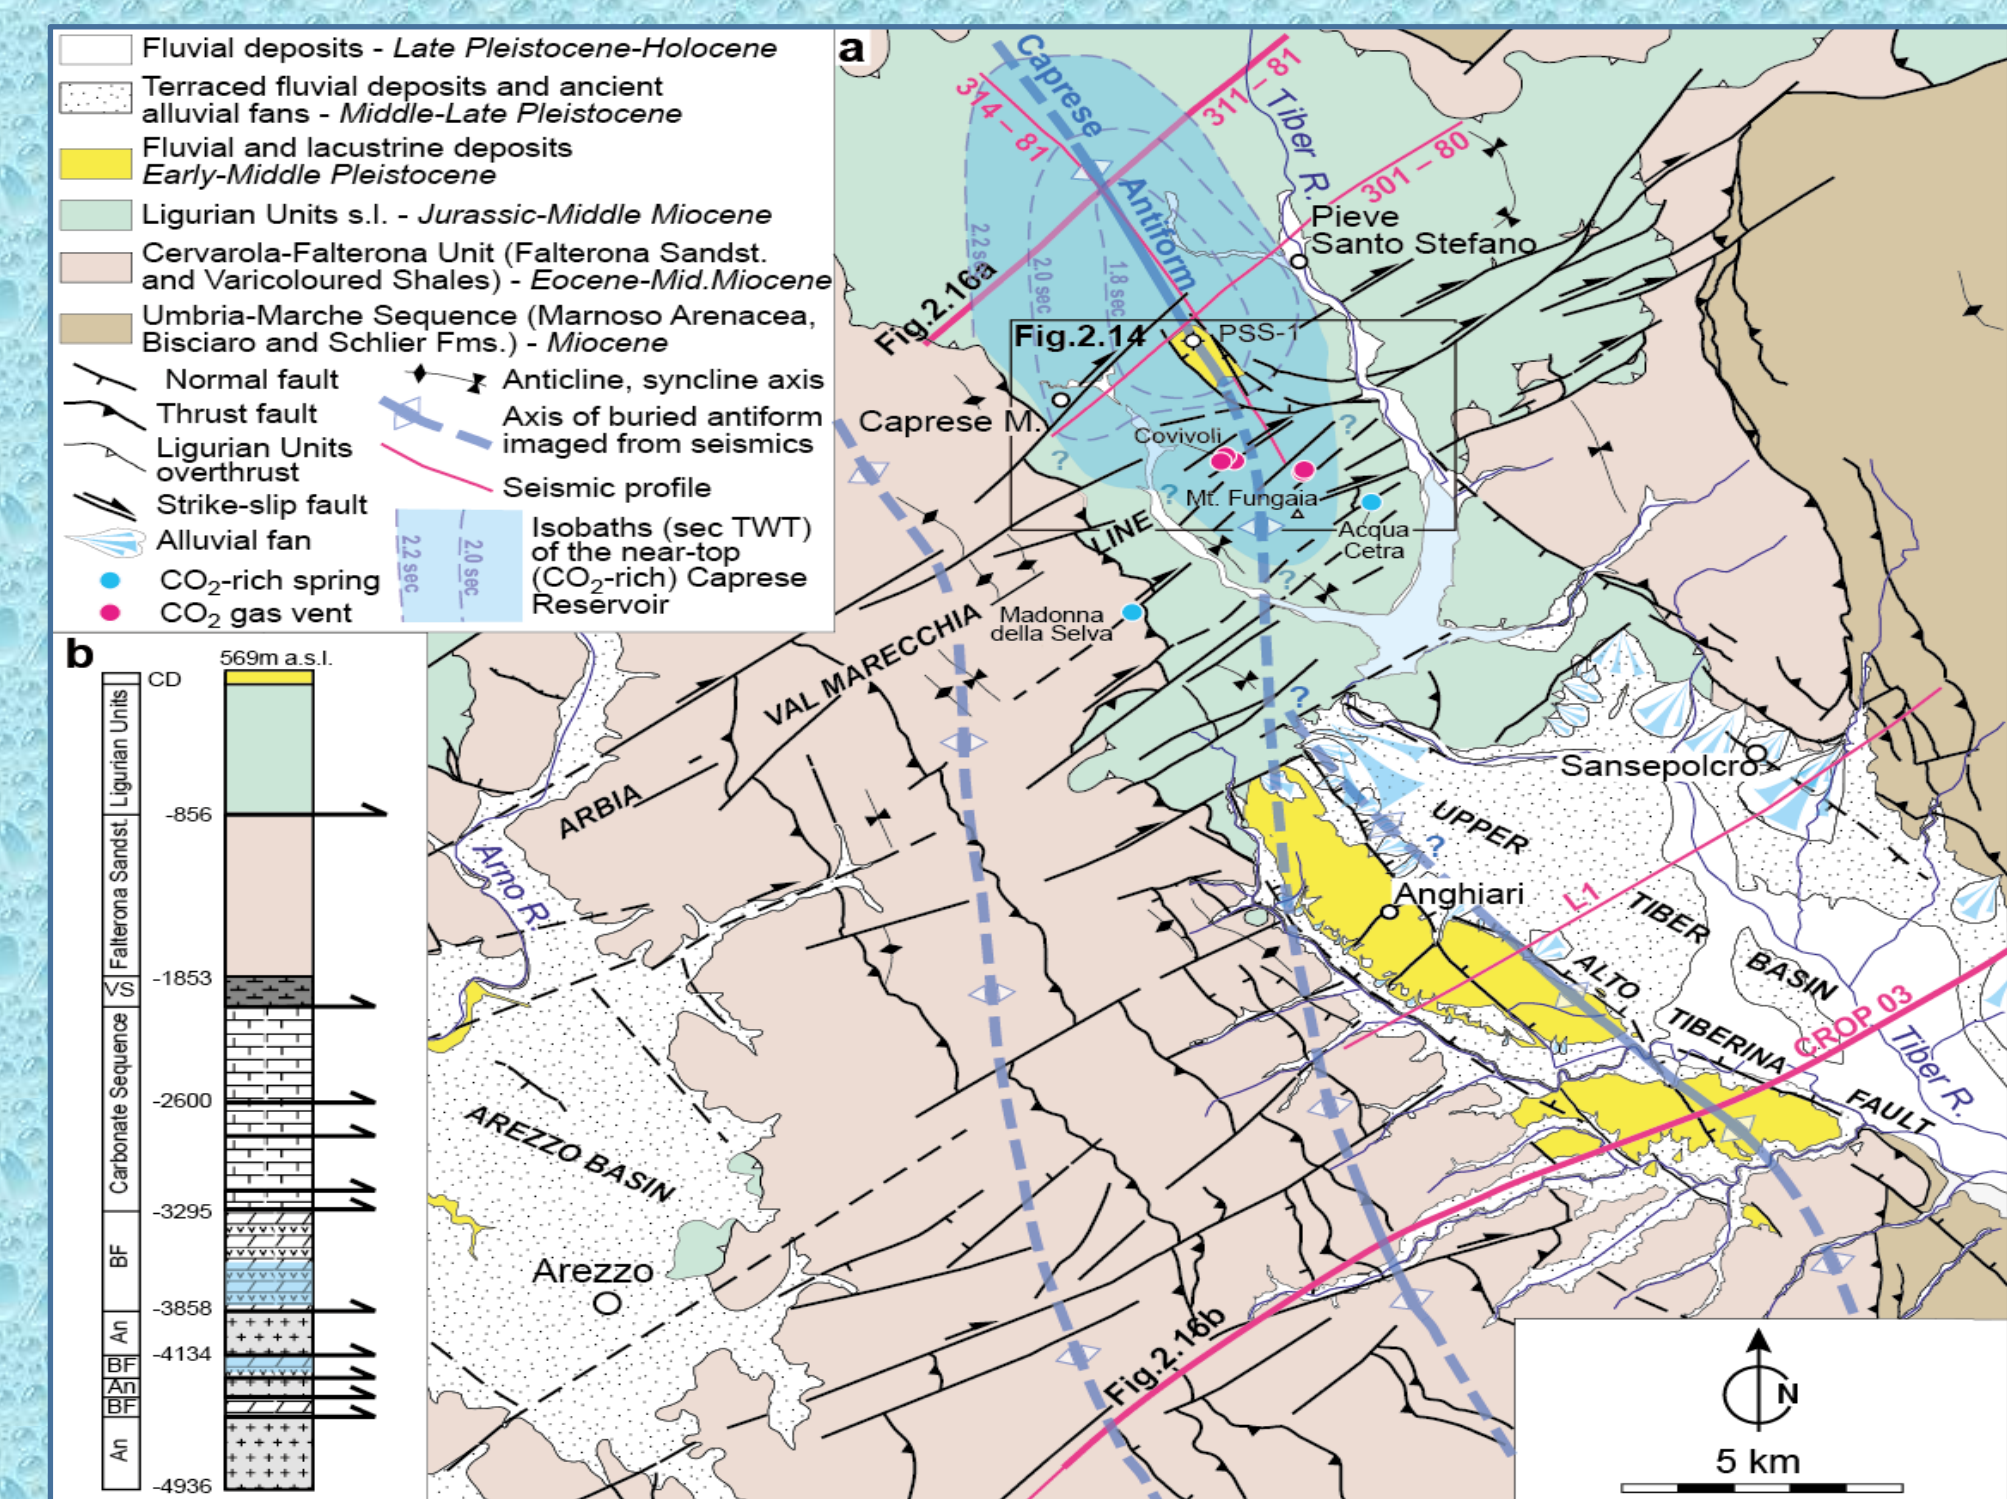 Fluvial deposits - Late Pleistocene-Holocene
Terraced fluvial deposits and ancient
alluvial fans - Middle-Late Pleistocene
Fluvial and lacustrine deposits
Early-Middle Pleistocene
Ligurian Units s.l. - Jurassic-Middle Miocene
Cervarola-Falterona Unit (Falterona Sandst.
and Varicoloured Shales) - Eocene-Mid.Miocene
Umbria-Marche Sequence (Marnoso Arenacea,
Bisciaro and Schlier Fms.) - Miocene
Normal fault
Thrust fault
Ligurian Units
overthrust
Strike-slip fault
Alluvial fan
CO2-rich spring
CO2 gas vent
Anticline, syncline axis
Axis of buried antiform
imaged from seismics
Seismic profile
2.2 sec
2.0 sec
Isobaths (sec TWT)
of the near-top
(CO2-rich) Caprese
Reservoir
a
Caprese
Antiform
314 – 81
311 – 81
301 – 80
Tiber R.
Pieve
Santo Stefano
2.2 sec
2.0 sec
1.8 sec
Fig.2.16a
Fig.2.14
PSS-1
Caprese M.
Covivoli
?
?
?
Mt. Fungaia
Acqua
Cetra
?
Madonna
della Selva
ARBIA
VAL MARECCHIA
LINE
?
Sansepolcro
UPPER
TIBER
BASIN
?
Anghiari
L1
ALTO
TIBERINA
FAULT
CROP 03
Tiber R.
Arno R.
AREZZO BASIN
Arezzo
Fig.2.16b
N
5 km
b
569m a.s.l.
CD
Ligurian Units
-856
Falterona Sandst.
-1853
VS
Carbonate Sequence
-2600
-3295
BF
-3858
An
-4134
BF
An
BF
An
-4936